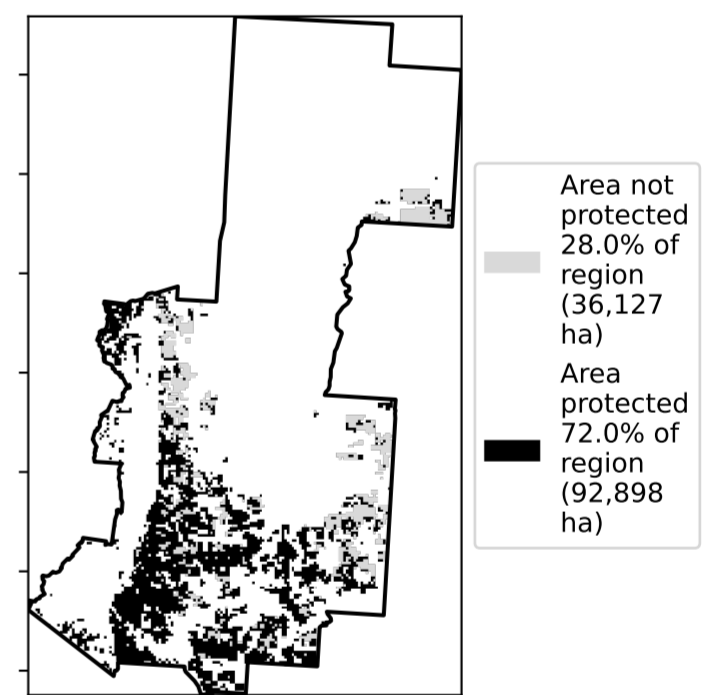 Area not
protected
28.0% of
region
(36,127
ha)
Area
protected
72.0% of
region
(92,898
ha)